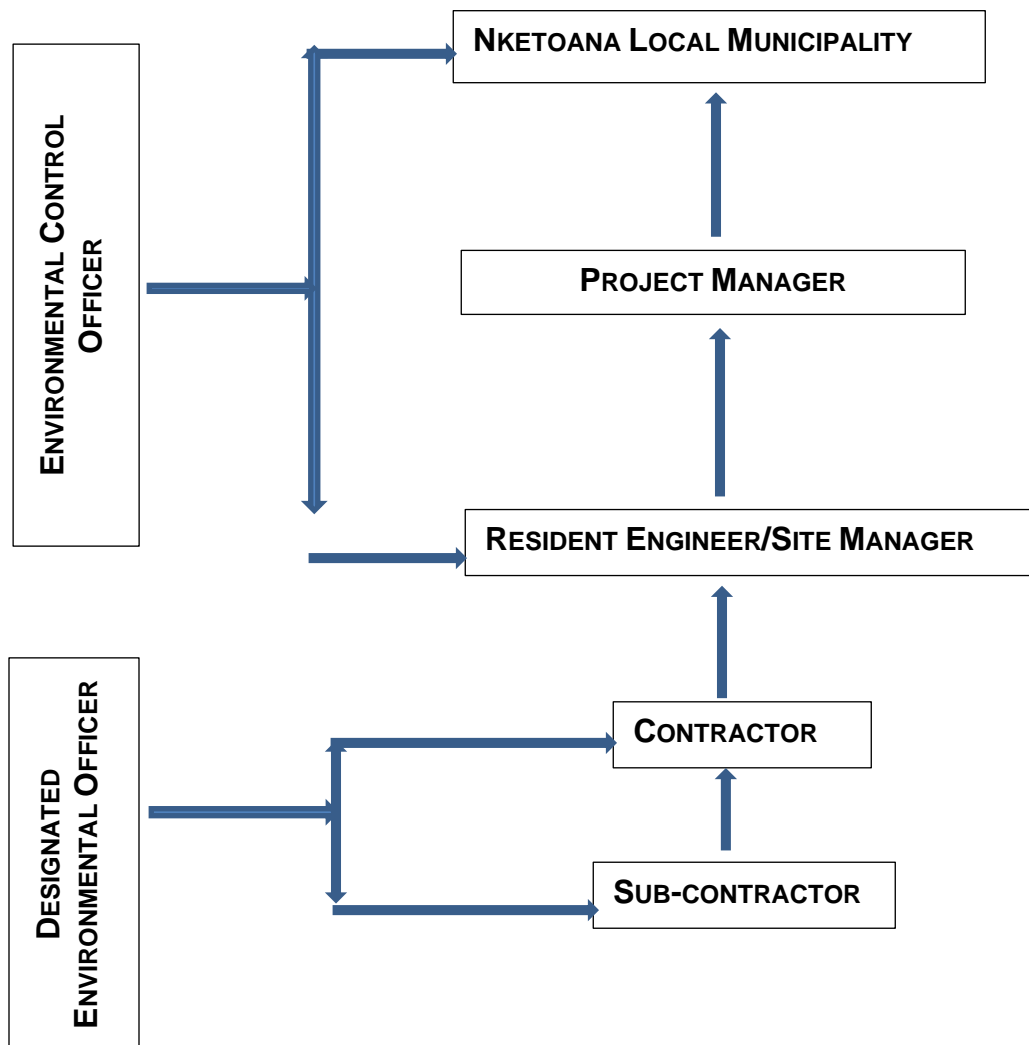 NKETOANA LOCAL MUNICIPALITY
ENVIRONMENTAL CONTROL
OFFICER
PROJECT MANAGER
RESIDENT ENGINEER/SITE MANAGER
DESIGNATED
ENVIRONMENTAL OFFICER
CONTRACTOR
SUB-CONTRACTOR